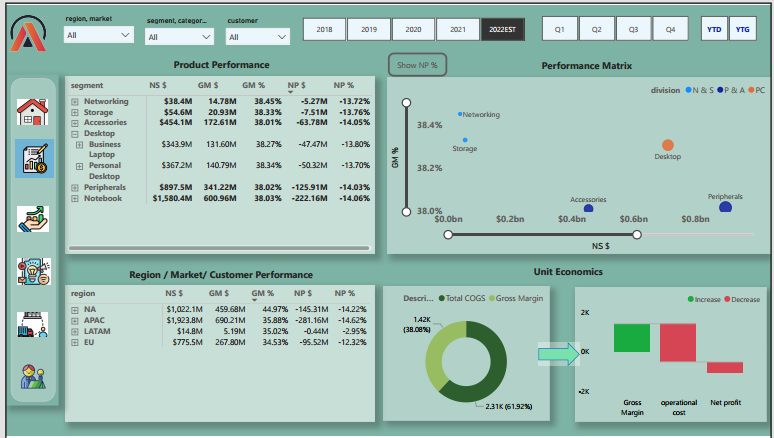 region, market
segment, categor...
customer
All
All
All
2018
2019
2020
2021
2022EST
Q1
Q2
Q3
Q4
YTD
YTG
Product Performance
segment NS $ GM $ GM % NP $ NP %
Networking $38.4M 14.78M 38.45% -5.27M -13.72%
Storage $54.6M 20.93M 38.33% -7.51M -13.76%
Accessories $454.1M 172.61M 38.01% -63.78M -14.05%
Desktop
Business Laptop $343.9M 131.60M 38.27% -47.47M -13.80%
Personal Desktop $367.2M 140.79M 38.34% -50.32M -13.70%
Peripherals $897.5M 341.22M 38.02% -125.91M -14.03%
Notebook $1,580.4M 600.96M 38.03% -222.16M -14.06%
Show NP %
Performance Matrix
division N & S P & A PC
GM %
38.4%
38.2%
38.0%
Networking
Storage
Desktop
Accessories
Peripherals
$0.0bn $0.2bn $0.4bn $0.6bn $0.8bn
NS $
Region / Market/ Customer Performance
region NS $ GM $ GM % NP $ NP %
NA $1,022.1M 459.68M 44.97% -145.31M -14.22%
APAC $1,923.8M 690.21M 35.88% -281.16M -14.62%
LATAM $14.8M 5.19M 35.02% -0.44M -2.95%
EU $775.5M 267.80M 34.53% -95.52M -12.32%
Unit Economics
Descri... Total COGS Gross Margin
1.42K
(38.08%)
2.31K (61.92%)
Increase Decrease
2K
0K
-2K
Gross Margin
operational cost
Net profit